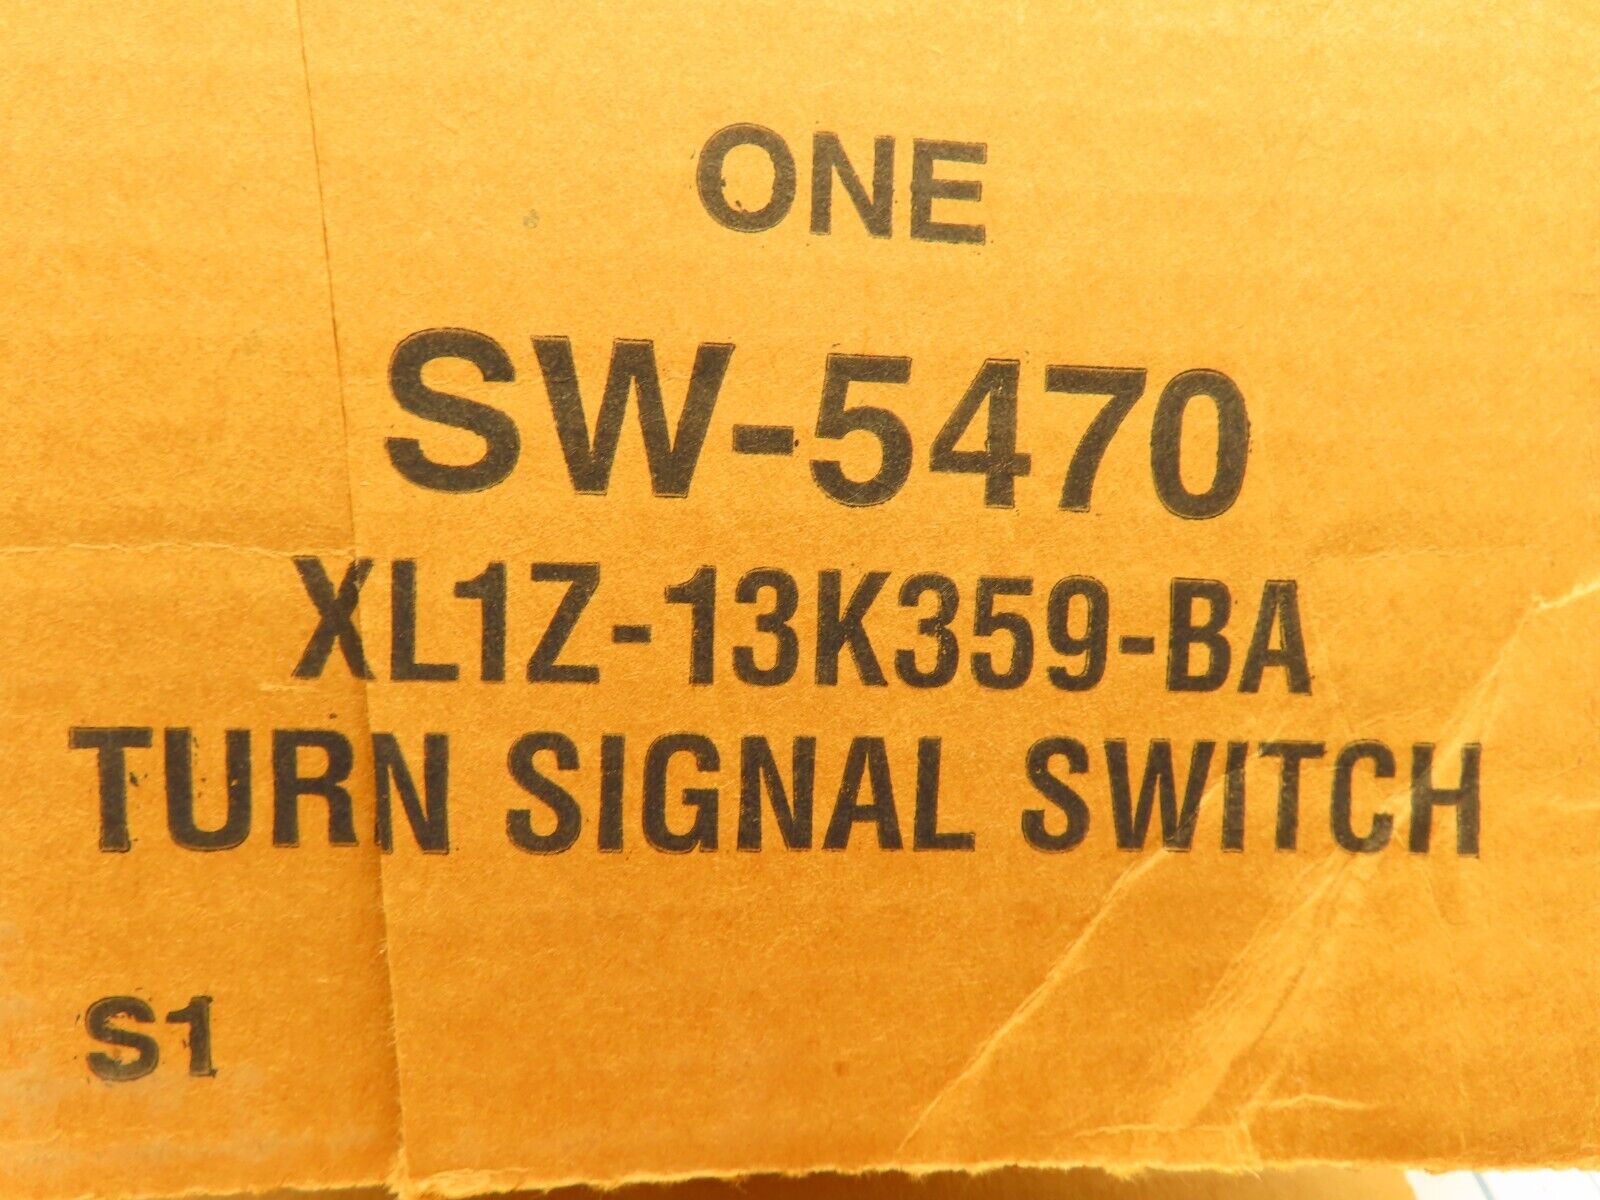 ONE
SW-5470
XL1Z-13K359-BA
TURN SIGNAL SWITCH
S1